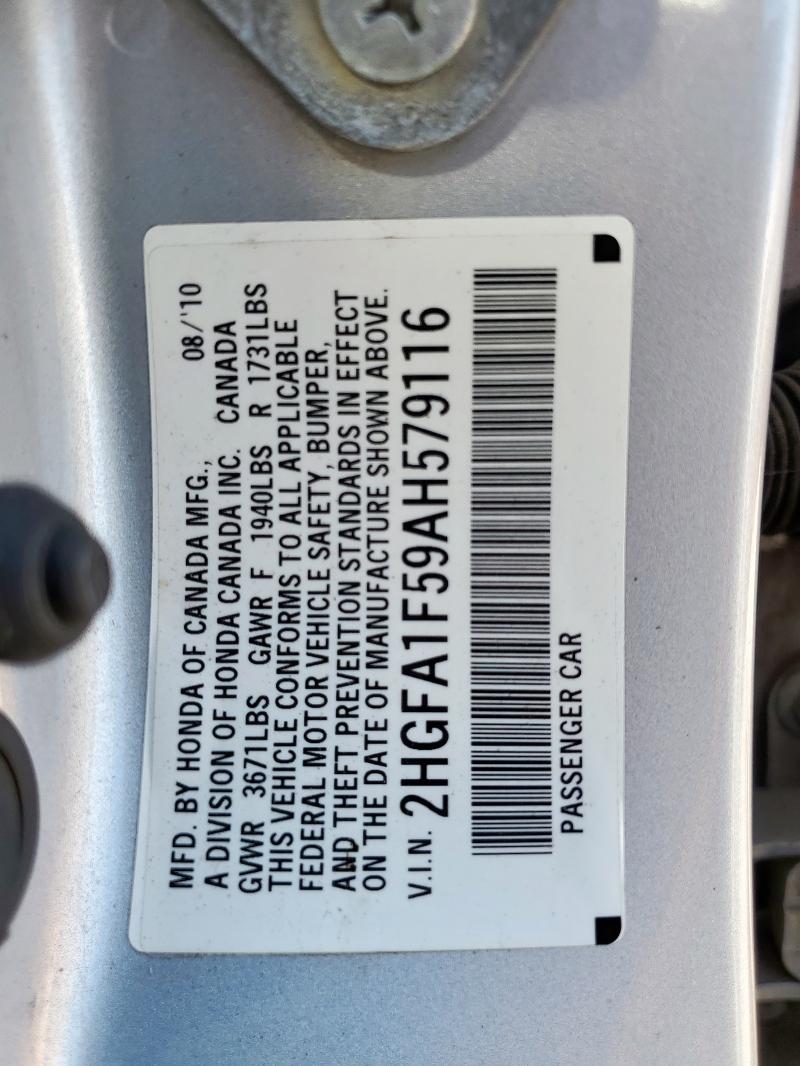 MFD. BY HONDA OF CANADA MFG., 08/'10
A DIVISION OF HONDA CANADA INC. CANADA
GVWR 3671LBS GAWR F 1940LBS R 1731LBS
THIS VEHICLE CONFORMS TO ALL APPLICABLE
FEDERAL MOTOR VEHICLE SAFETY, BUMPER,
AND THEFT PREVENTION STANDARDS IN EFFECT
ON THE DATE OF MANUFACTURE SHOWN ABOVE.
V.I.N. 2HGFA1F59AH579116
PASSENGER CAR